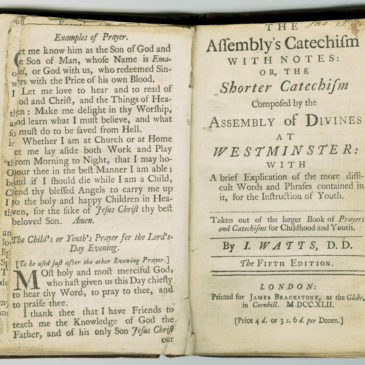 68
Examples of Prayer.
et me know him as the Son of God and
Son of Man, whose Name is Ema-
, or God with us, who redeemed Sin-
ers with the Price of his own Blood.
Let me love to hear and to read of
od and Chriſt, and the Things of Hea-
: Make me delight in thy Worſhip,
nd learn what I muſt believe, and what
muſt do to be ſaved from Hell.
Whether I am at Church or at Home
et me lay aſide both Work and Play
from Morning to Night, that I may ho-
nour thee in the beſt Manner I am able;
and if I ſhould die while I am a Child,
ſend thy bleſſed Angels to carry me up
to the holy and happy Children in Hea-
ven, for the ſake of Jesus Chriſt thy beſt
beloved Son. Amen.
The Child's or Youth's Prayer for the Lord's-
Day Evening.
[To be uſed juſt after the other Evening Prayer.]
Moſt holy and moſt merciful God,
who haſt given us this Day chiefly
to hear thy Word, to pray to thee, and
to praiſe thee.
I thank thee that I have Friends to
teach me the Knowledge of God the
Father, and of his only Son Jeſus Chriſt
our
THE
Aſſembly's Catechiſm
WITH NOTES:
OR, THE
Shorter Catechiſm
Compoſed by the
ASSEMBLY of DIVINES
AT
WESTMINSTER:
WITH
A brief Explication of the more diffi-
cult Words and Phraſes contained in
it, for the Inſtruction of Youth.
Taken out of the larger Book of Prayers
and Catechiſms for Childhood and Youth.
By I. WATTS, D. D.
The FIFTH EDITION.
LONDON:
Printed for JAMES BRACKSTONE, at the Globe,
in Cornhill. M DCC.XLII.
[Price 4 d. or 3 s. 6 d. per Dozen.]